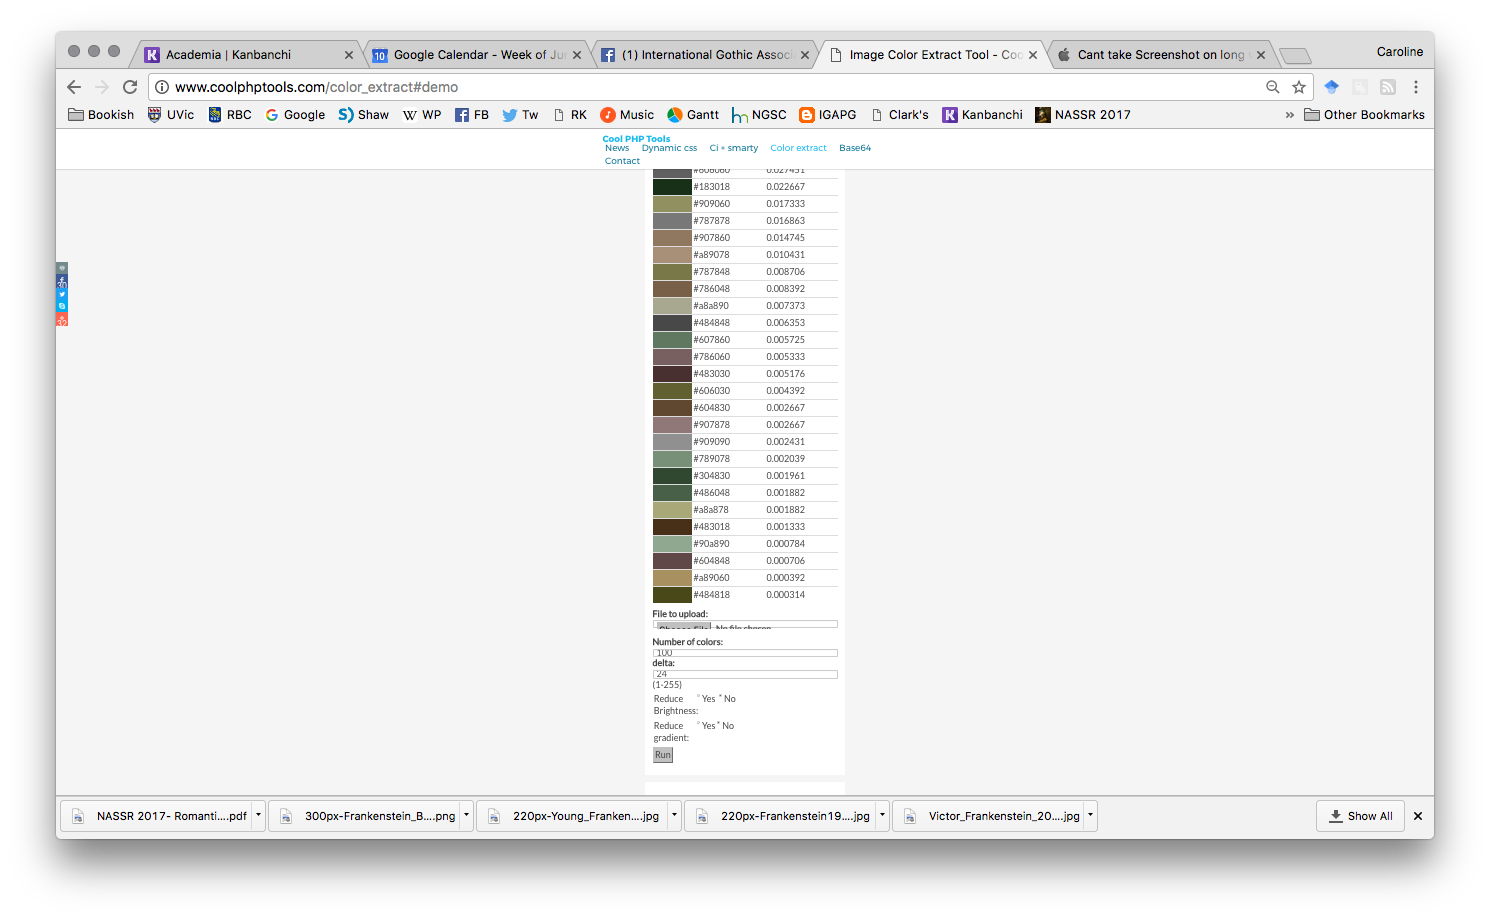 Academia | Kanbanchi
Google Calendar - Week of Ju
(1) International Gothic Associ
Image Color Extract Tool - Coo
Cant take Screenshot on long
Caroline
www.coolphptools.com/color_extract#demo
Bookish UVic RBC Google Shaw WP FB Tw RK Music Gantt NGSC IGAPG Clark's Kanbanchi NASSR 2017 » Other Bookmarks
Cool PHP Tools
News Dynamic css Ci + smarty Color extract Base64
Contact
#606060 0.027451
#183018 0.022667
#909060 0.017333
#787878 0.016863
#907860 0.014745
#a89078 0.010431
#787848 0.008706
#786048 0.008392
#a8a890 0.007373
#484848 0.006353
#607860 0.005725
#786060 0.005333
#483030 0.005176
#606030 0.004392
#604830 0.002667
#907878 0.002667
#909090 0.002431
#789078 0.002039
#304830 0.001961
#486048 0.001882
#a8a878 0.001882
#483018 0.001333
#90a890 0.000784
#604848 0.000706
#a89060 0.000392
#484818 0.000314
30
32
File to upload:
Choose File No file chosen
Number of colors:
100
delta:
24
(1-255)
Reduce Yes No
Brightness:
Reduce Yes No
gradient:
Run
NASSR 2017- Romanti....pdf
300px-Frankenstein_B....png
220px-Young_Franken....jpg
220px-Frankenstein19....jpg
Victor_Frankenstein_20....jpg
Show All